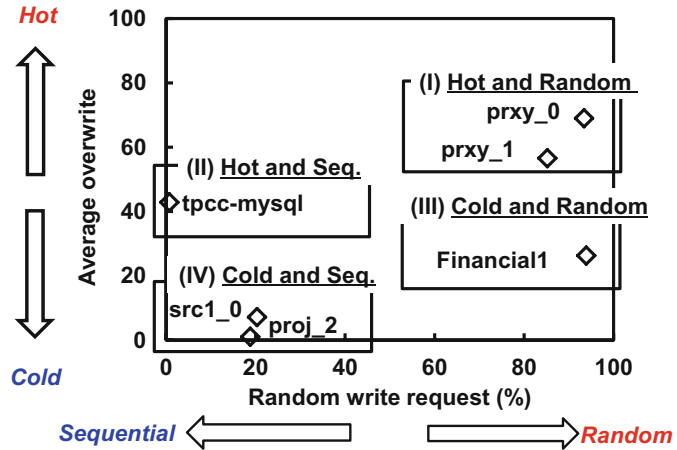 Hot
100
80
60
40
20
0
Average overwrite
(I) Hot and Random
prxy_0
prxy_1
(II) Hot and Seq.
tpcc-mysql
(III) Cold and Random
Financial1
(IV) Cold and Seq.
src1_0
proj_2
Cold
0 20 40 60 80 100
Random write request (%)
Sequential
Random